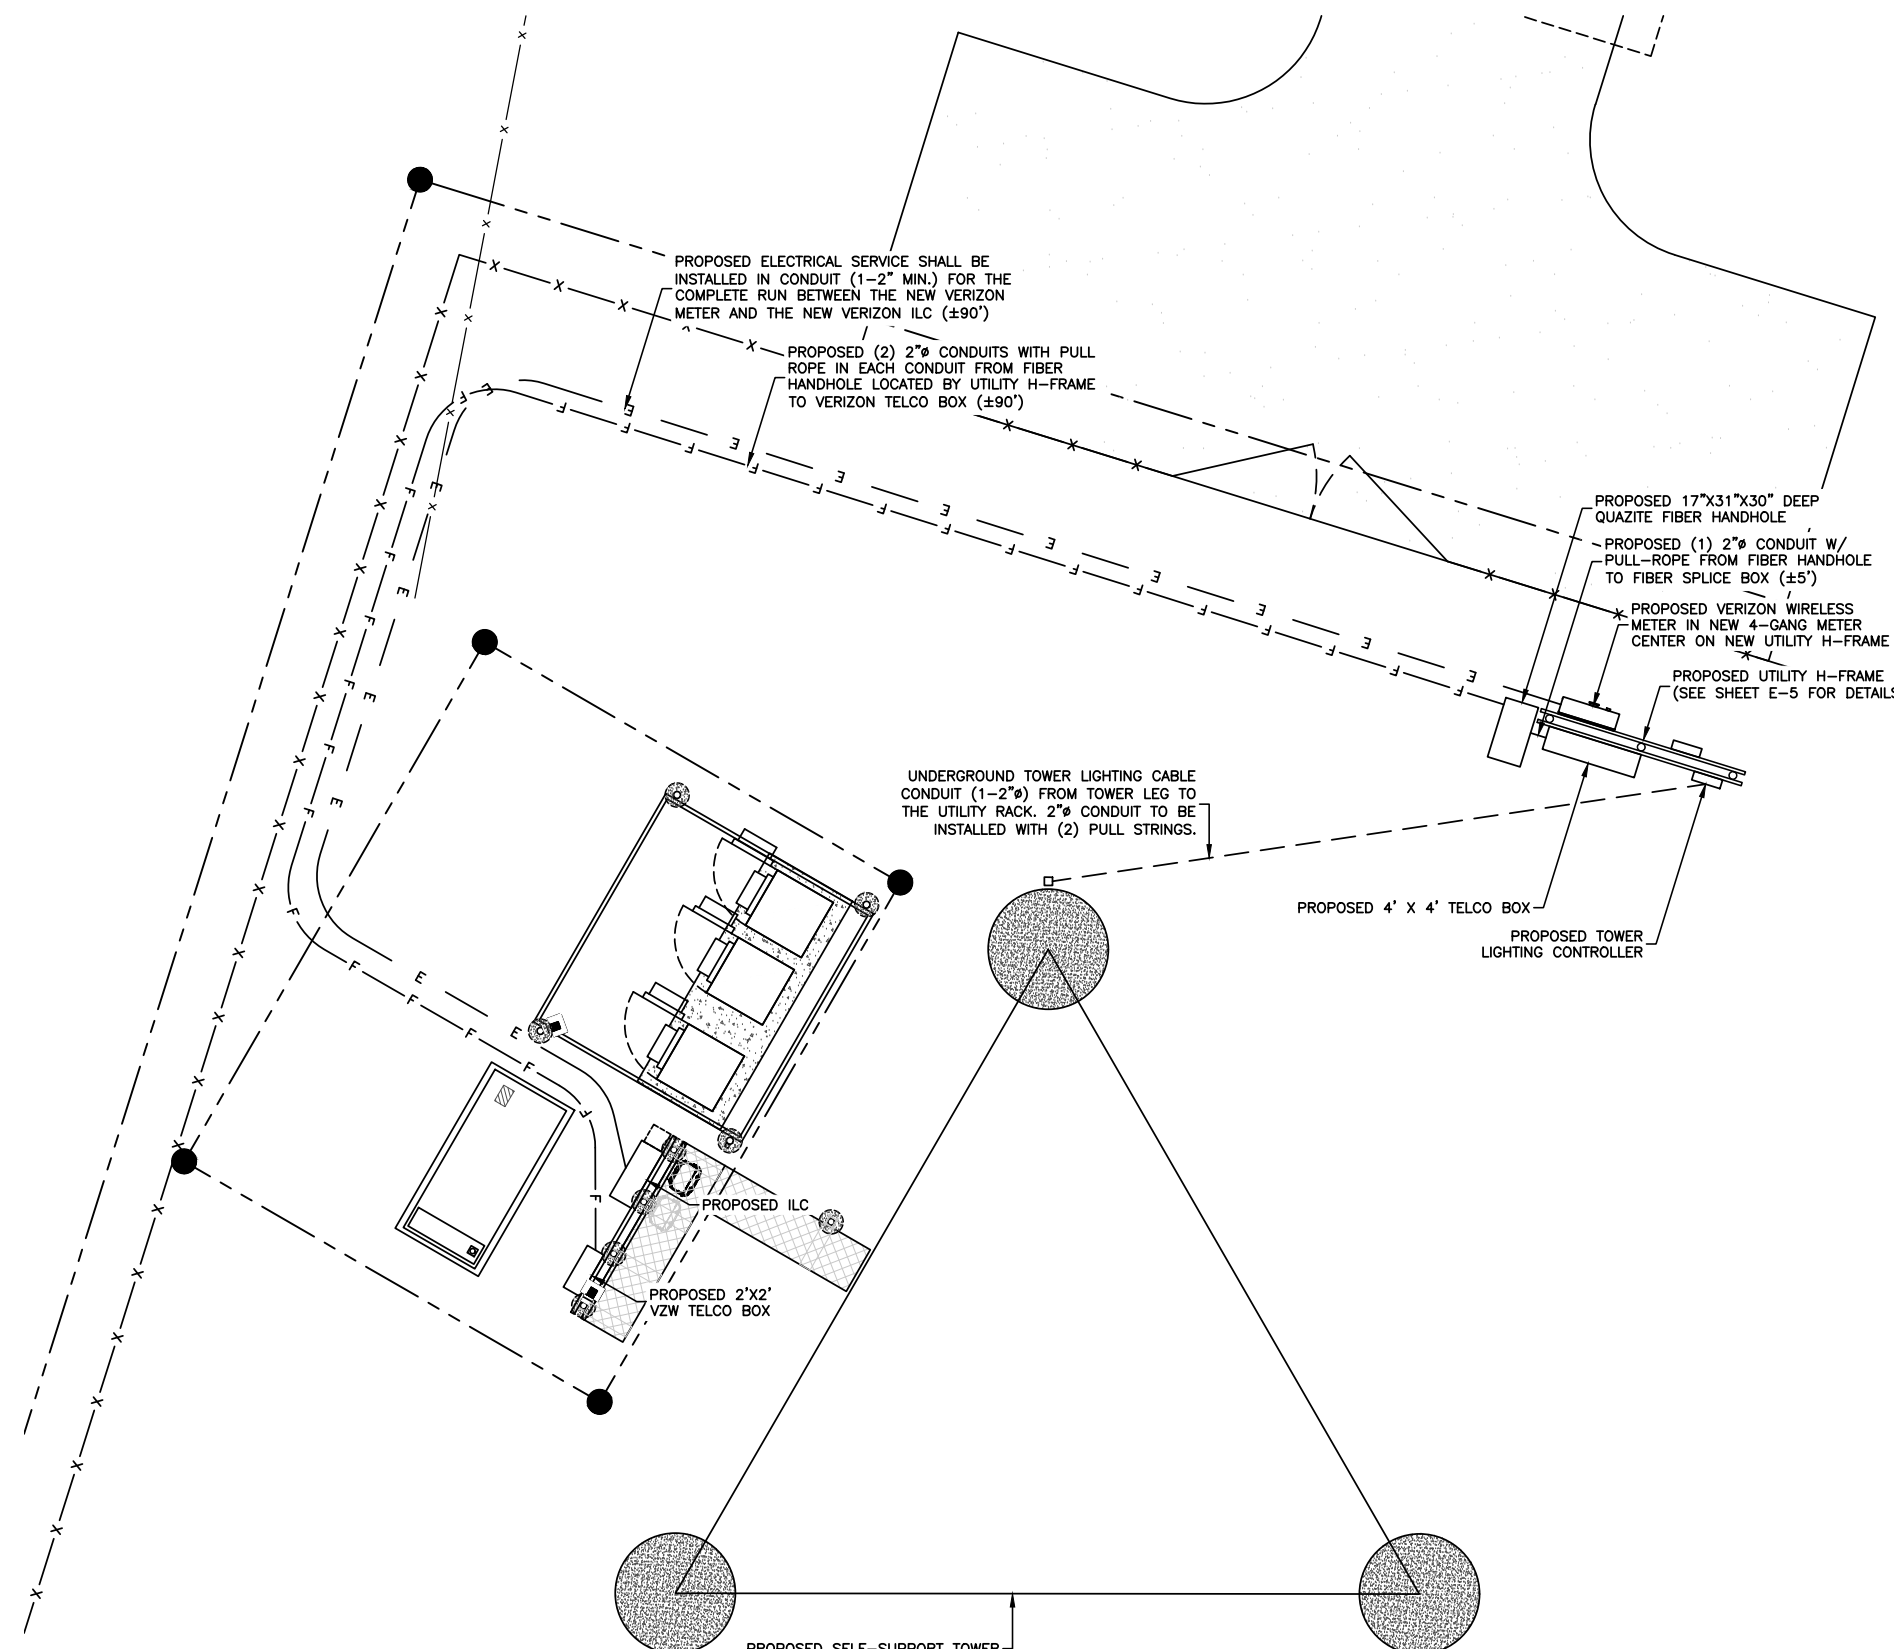 PROPOSED ELECTRICAL SERVICE SHALL BE
INSTALLED IN CONDUIT (1-2" MIN.) FOR THE
COMPLETE RUN BETWEEN THE NEW VERIZON
METER AND THE NEW VERIZON ILC (±90')
PROPOSED (2) 2"ø CONDUITS WITH PULL
ROPE IN EACH CONDUIT FROM FIBER
HANDHOLE LOCATED BY UTILITY H-FRAME
TO VERIZON TELCO BOX (±90')
PROPOSED 17"X31"X30" DEEP
QUAZITE FIBER HANDHOLE
PROPOSED (1) 2"ø CONDUIT W/
PULL-ROPE FROM FIBER HANDHOLE
TO FIBER SPLICE BOX (±5')
PROPOSED VERIZON WIRELESS
METER IN NEW 4-GANG METER
CENTER ON NEW UTILITY H-FRAME
PROPOSED UTILITY H-FRAME
(SEE SHEET E-5 FOR DETAILS
UNDERGROUND TOWER LIGHTING CABLE
CONDUIT (1-2"ø) FROM TOWER LEG TO
THE UTILITY RACK. 2"ø CONDUIT TO BE
INSTALLED WITH (2) PULL STRINGS.
PROPOSED 4' X 4' TELCO BOX
PROPOSED TOWER
LIGHTING CONTROLLER
PROPOSED ILC
PROPOSED 2'X2'
VZW TELCO BOX
PROPOSED SELF-SUPPORT TOWER